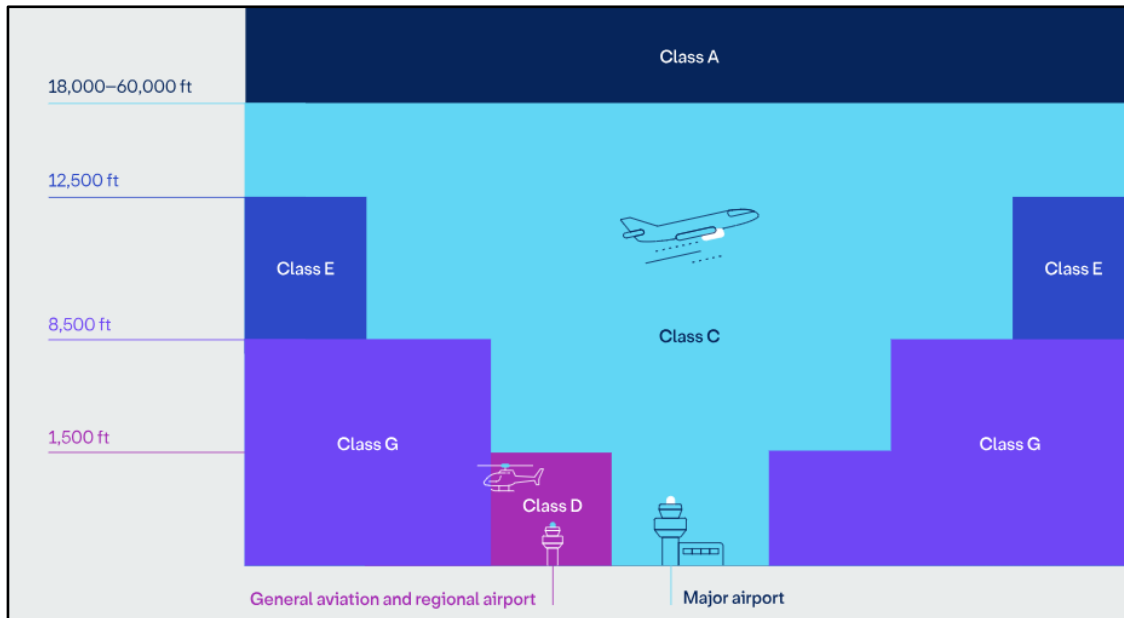 Class A
18,000–60,000 ft
12,500 ft
Class E
Class E
8,500 ft
Class C
1,500 ft
Class G
Class G
Class D
General aviation and regional airport
Major airport